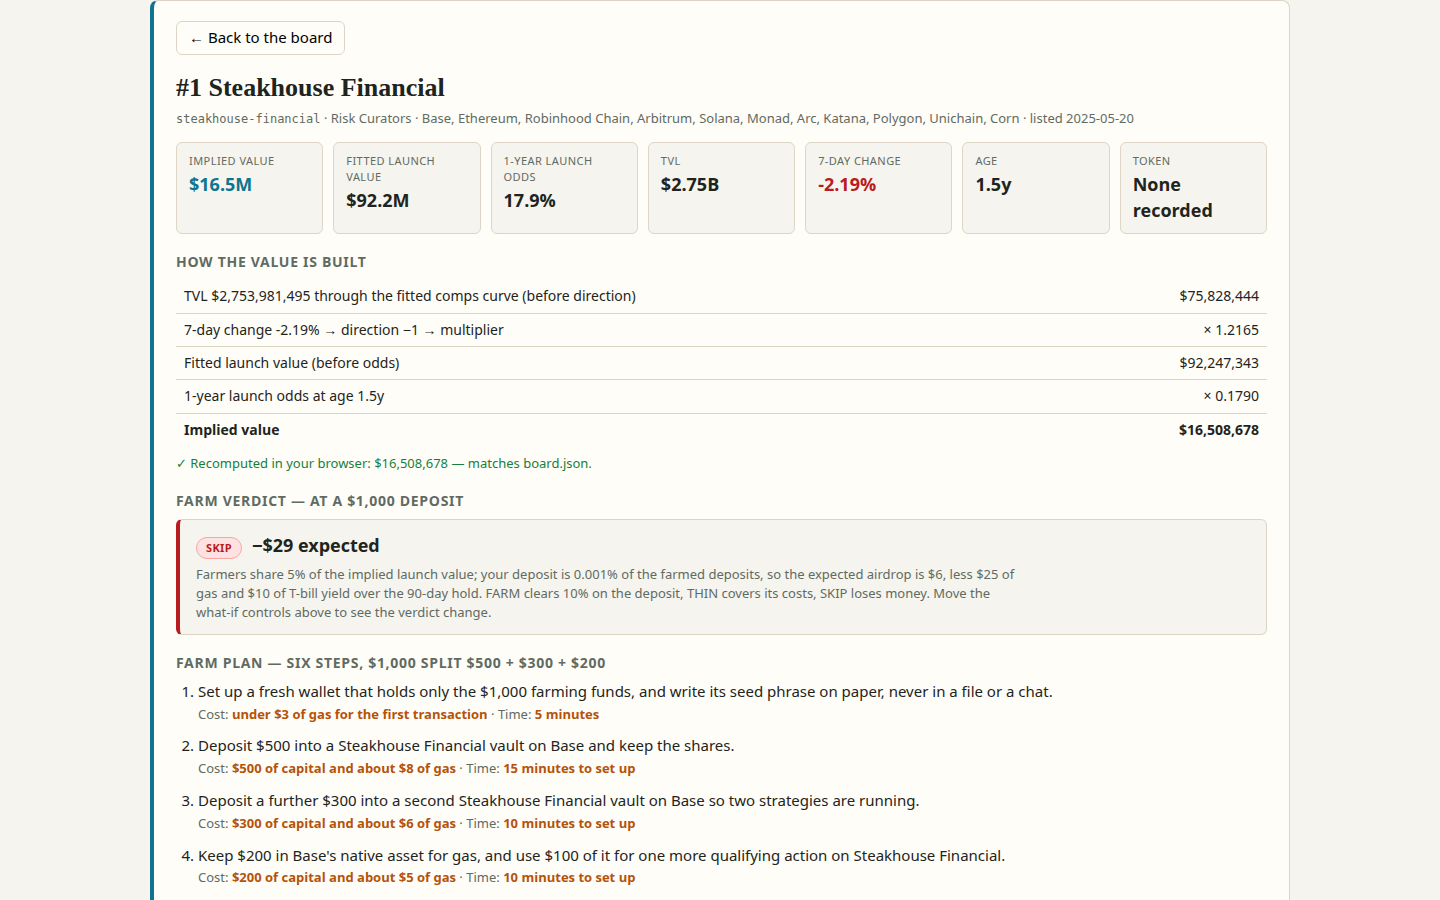 ← Back to the board
#1 Steakhouse Financial
steakhouse-financial · Risk Curators · Base, Ethereum, Robinhood Chain, Arbitrum, Solana, Monad, Arc, Katana, Polygon, Unichain, Corn · listed 2025-05-20
IMPLIED VALUE
$16.5M
FITTED LAUNCH
VALUE
$92.2M
1-YEAR LAUNCH
ODDS
17.9%
TVL
$2.75B
7-DAY CHANGE
-2.19%
AGE
1.5y
TOKEN
None
recorded
HOW THE VALUE IS BUILT
TVL $2,753,981,495 through the fitted comps curve (before direction) $75,828,444
7-day change -2.19% → direction −1 → multiplier × 1.2165
Fitted launch value (before odds) $92,247,343
1-year launch odds at age 1.5y × 0.1790
Implied value $16,508,678
✓ Recomputed in your browser: $16,508,678 — matches board.json.
FARM VERDICT — AT A $1,000 DEPOSIT
SKIP −$29 expected
Farmers share 5% of the implied launch value; your deposit is 0.001% of the farmed deposits, so the expected airdrop is $6, less $25 of
gas and $10 of T-bill yield over the 90-day hold. FARM clears 10% on the deposit, THIN covers its costs, SKIP loses money. Move the
what-if controls above to see the verdict change.
FARM PLAN — SIX STEPS, $1,000 SPLIT $500 + $300 + $200
1. Set up a fresh wallet that holds only the $1,000 farming funds, and write its seed phrase on paper, never in a file or a chat.
Cost: under $3 of gas for the first transaction · Time: 5 minutes
2. Deposit $500 into a Steakhouse Financial vault on Base and keep the shares.
Cost: $500 of capital and about $8 of gas · Time: 15 minutes to set up
3. Deposit a further $300 into a second Steakhouse Financial vault on Base so two strategies are running.
Cost: $300 of capital and about $6 of gas · Time: 10 minutes to set up
4. Keep $200 in Base's native asset for gas, and use $100 of it for one more qualifying action on Steakhouse Financial.
Cost: $200 of capital and about $5 of gas · Time: 10 minutes to set up